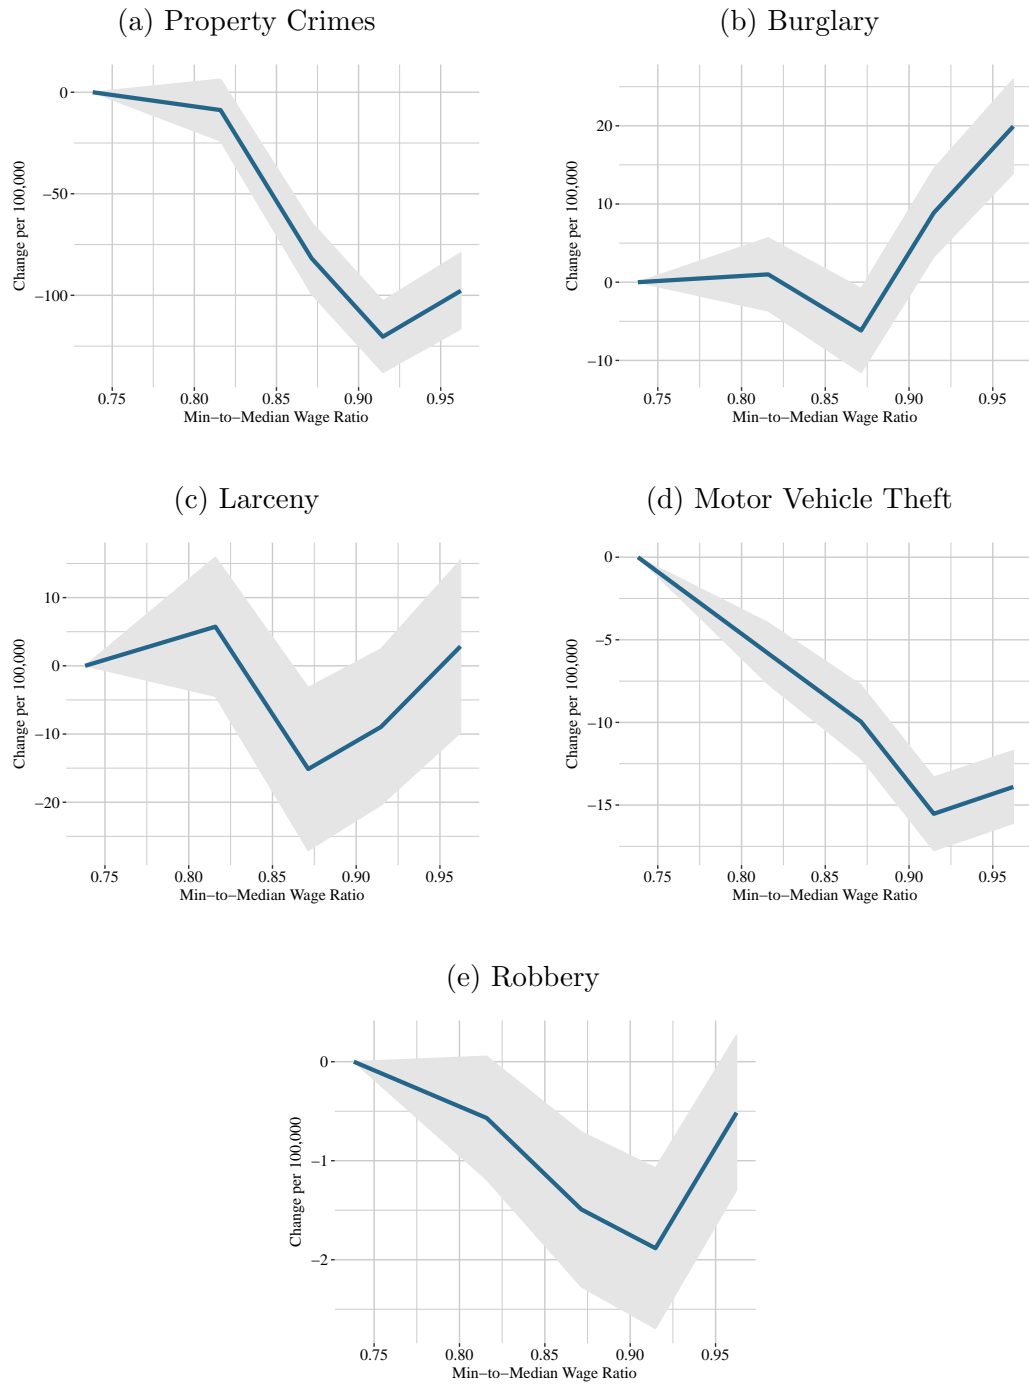 (a) Property Crimes
0
−50
−100
Change per 100,000
0.75 0.80 0.85 0.90 0.95
Min−to−Median Wage Ratio
(b) Burglary
20
10
0
−10
Change per 100,000
0.75 0.80 0.85 0.90 0.95
Min−to−Median Wage Ratio
(c) Larceny
10
0
−10
−20
Change per 100,000
0.75 0.80 0.85 0.90 0.95
Min−to−Median Wage Ratio
(d) Motor Vehicle Theft
0
−5
−10
−15
Change per 100,000
0.75 0.80 0.85 0.90 0.95
Min−to−Median Wage Ratio
(e) Robbery
0
−1
−2
Change per 100,000
0.75 0.80 0.85 0.90 0.95
Min−to−Median Wage Ratio